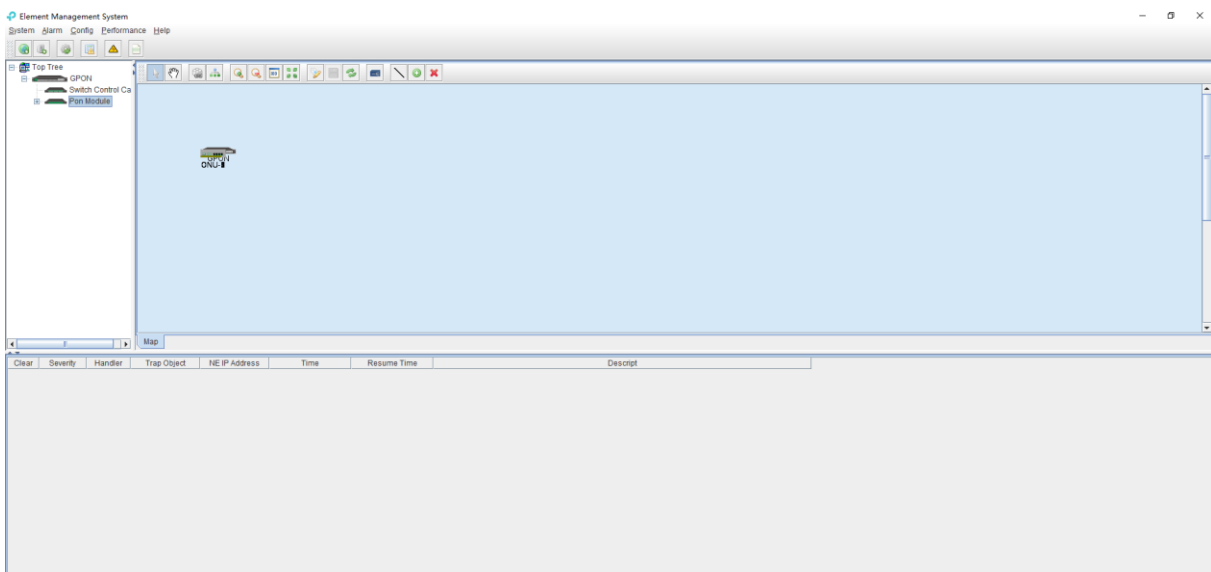 Element Management System
System Alarm Config Performance Help
Top Tree
GPON
Switch Control Ca
Pon Module
GPON
ONU-
Map
Clear Severity Handler Trap Object NE IP Address Time Resume Time Descript